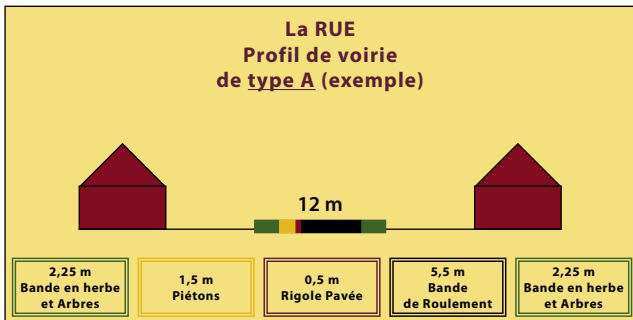 La RUE
Profil de voirie
de type A (exemple)
12 m
2,25 m
Bande en herbe
et Arbres
1,5 m
Piétons
0,5 m
Rigole Pavée
5,5 m
Bande
de Roulement
2,25 m
Bande en herbe
et Arbres